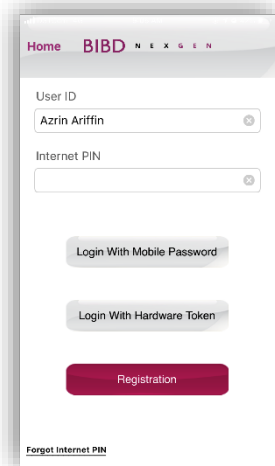 Home BIBD NEXGEN
User ID
Azrin Ariffin
Internet PIN
Login With Mobile Password
Login With Hardware Token
Registration
Forgot Internet PIN